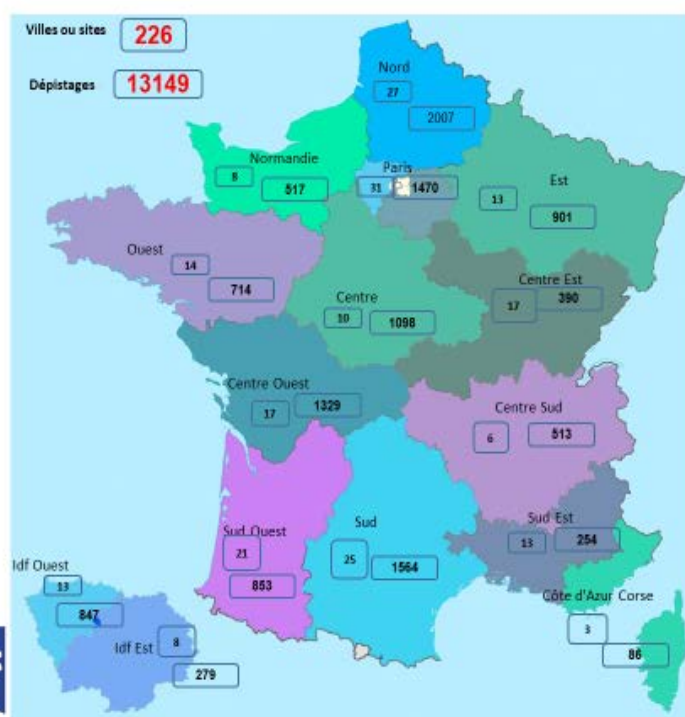 Villes ou sites 226
Dépistages 13149
Nord
27
2007
Normandie
8
517
Paris
31 1470
Est
13
901
Ouest
14
714
Centre
10 1098
Centre Est
17 390
Centre Ouest
17 1329
Centre Sud
6 513
Sud Ouest
21
853
Sud
25 1564
Sud Est
13 254
Côte d'Azur Corse
3
86
Idf Ouest
13
847
Idf Est
8
279